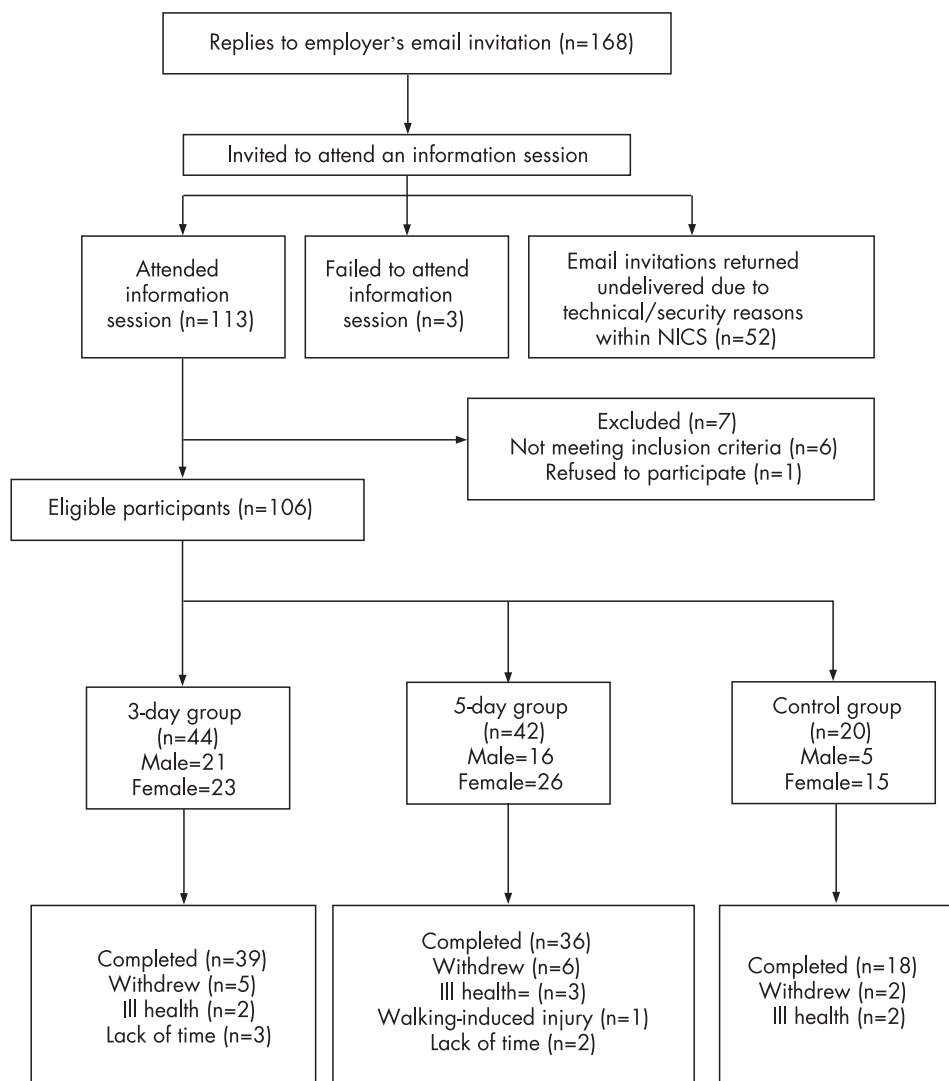 Replies to employer's email invitation (n=168)
Invited to attend an information session
Attended
information
session (n=113)
Failed to attend
information
session (n=3)
Email invitations returned
undelivered due to
technical/security reasons
within NICS (n=52)
Excluded (n=7)
Not meeting inclusion criteria (n=6)
Refused to participate (n=1)
Eligible participants (n=106)
3-day group
(n=44)
Male=21
Female=23
5-day group
(n=42)
Male=16
Female=26
Control group
(n=20)
Male=5
Female=15
Completed (n=39)
Withdrew (n=5)
Ill health (n=2)
Lack of time (n=3)
Completed (n=36)
Withdrew (n=6)
Ill health= (n=3)
Walking-induced injury (n=1)
Lack of time (n=2)
Completed (n=18)
Withdrew (n=2)
Ill health (n=2)